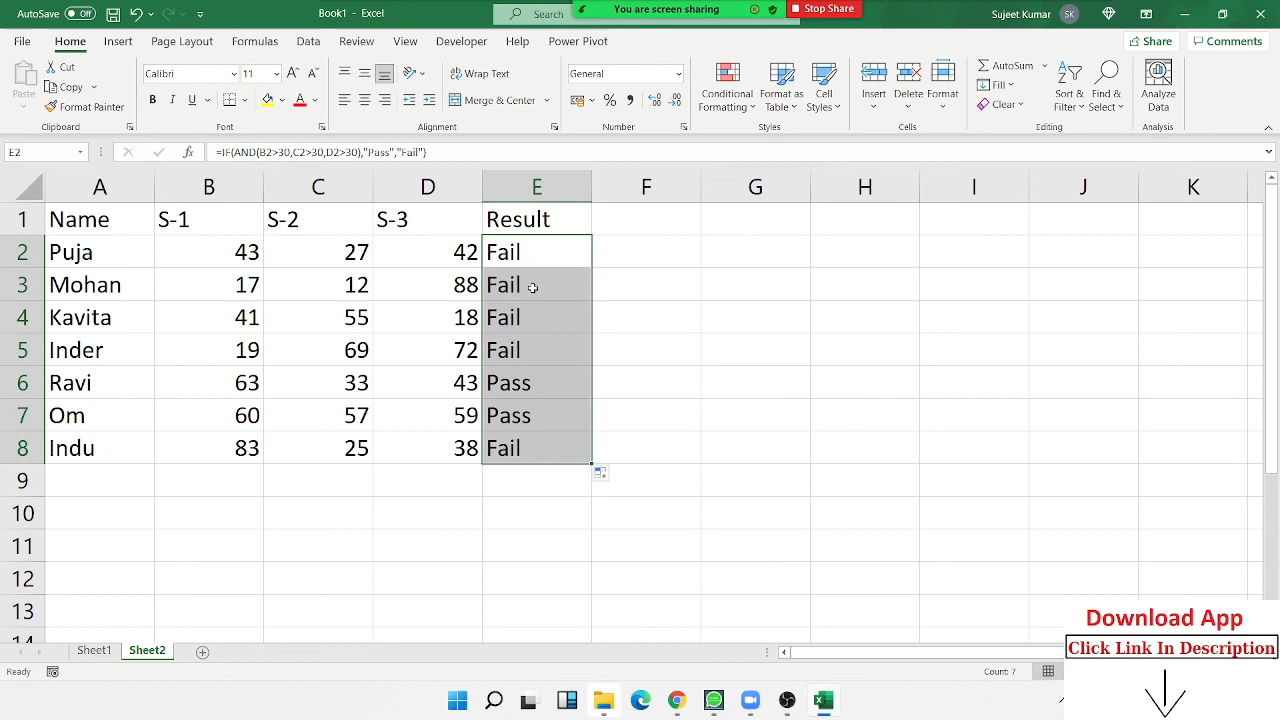 AutoSave Off Book1 - Excel Search You are screen sharing Stop Share Sujeet Kumar SK
File Home Insert Page Layout Formulas Data Review View Developer Help Power Pivot Share Comments
Paste Cut Copy Format Painter
Calibri 11 B I U A
Wrap Text Merge & Center
General
Conditional Formatting Format as Table Cell Styles
Insert Delete Format
AutoSum Fill Clear Sort & Filter Find & Select
Analyze Data
Clipboard Font Alignment Number Styles Cells Editing Analysis
E2 fx =IF(AND(B2>30,C2>30,D2>30),"Pass","Fail")
A B C D E F G H I J K
1 Name S-1 S-2 S-3 Result
2 Puja 43 27 42 Fail
3 Mohan 17 12 88 Fail
4 Kavita 41 55 18 Fail
5 Inder 19 69 72 Fail
6 Ravi 63 33 43 Pass
7 Om 60 57 59 Pass
8 Indu 83 25 38 Fail
9
10
11
12
13
14
Download App
Click Link In Description
Sheet1 Sheet2
Ready Count: 7